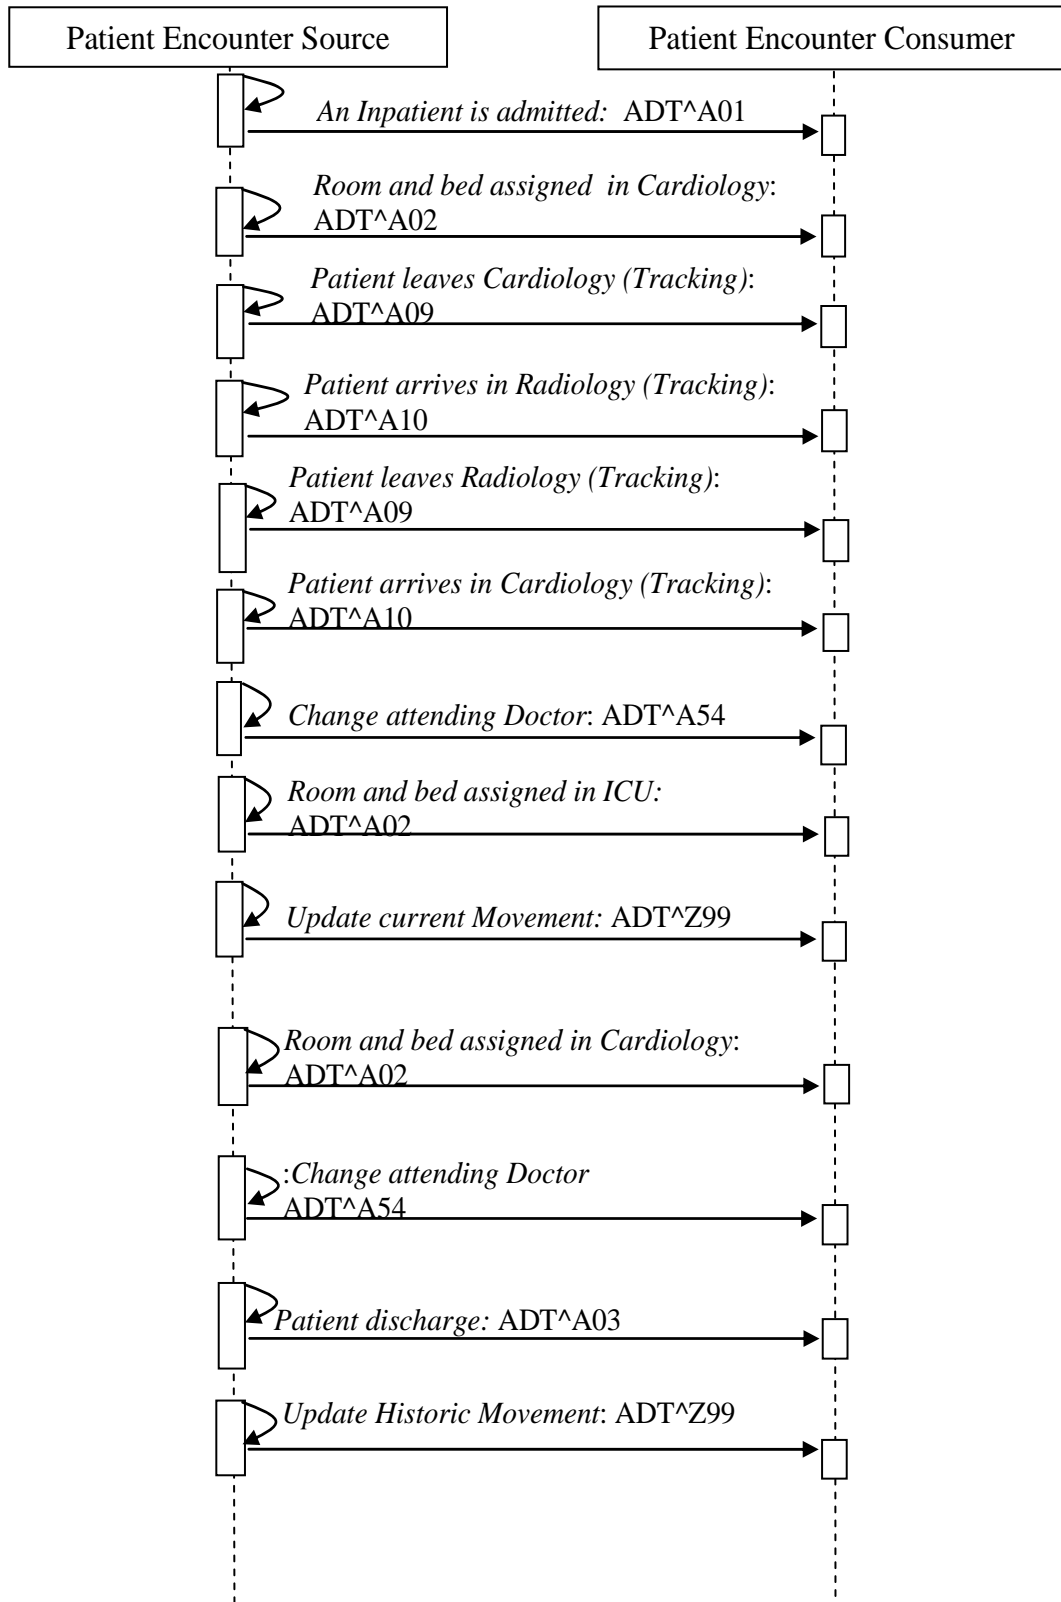 Patient Encounter Source
Patient Encounter Consumer
An Inpatient is admitted: ADT^A01
Room and bed assigned in Cardiology:
ADT^A02
Patient leaves Cardiology (Tracking):
ADT^A09
Patient arrives in Radiology (Tracking):
ADT^A10
Patient leaves Radiology (Tracking):
ADT^A09
Patient arrives in Cardiology (Tracking):
ADT^A10
Change attending Doctor: ADT^A54
Room and bed assigned in ICU:
ADT^A02
Update current Movement: ADT^Z99
Room and bed assigned in Cardiology:
ADT^A02
:Change attending Doctor
ADT^A54
Patient discharge: ADT^A03
Update Historic Movement: ADT^Z99